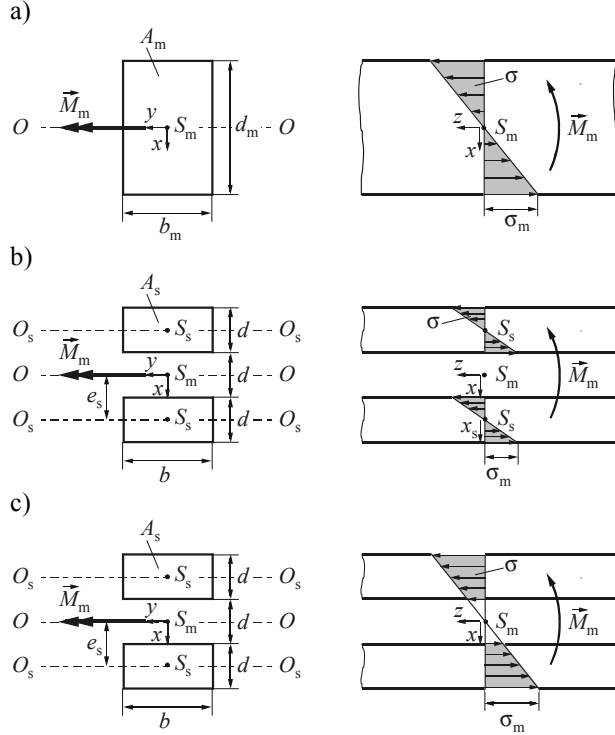 a)
A_m
M_m
O
y
S_m
x
O
d_m
b_m
σ
S_m
z
x
M_m
σ_m
b)
A_s
O_s
S_s
d
O_s
M_m
y
S_m
d
e_s
x
O_s
S_s
d
O_s
b
σ
S_s
z
S_m
x
M_m
S_s
x_s
σ_m
c)
A_s
O_s
S_s
d
O_s
M_m
y
S_m
d
e_s
x
O_s
S_s
d
O_s
b
σ
z
S_m
x
M_m
σ_m